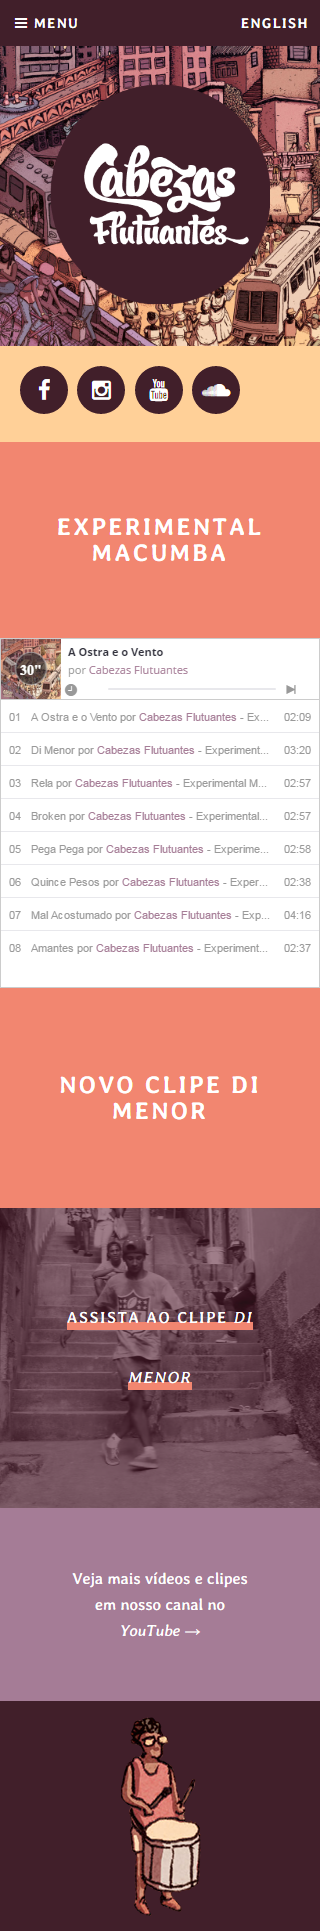 MENU
ENGLISH
Cabezas
Flutuantes
You
Tube
EXPERIMENTAL
MACUMBA
30"
A Ostra e o Vento
por Cabezas Flutuantes
01 A Ostra e o Vento por Cabezas Flutuantes - Ex... 02:09
02 Di Menor por Cabezas Flutuantes - Experiment... 03:20
03 Rela por Cabezas Flutuantes - Experimental M... 02:57
04 Broken por Cabezas Flutuantes - Experimental... 02:57
05 Pega Pega por Cabezas Flutuantes - Experime... 02:58
06 Quince Pesos por Cabezas Flutuantes - Exper... 02:38
07 Mal Acostumado por Cabezas Flutuantes - Exp... 04:16
08 Amantes por Cabezas Flutuantes - Experiment... 02:37
NOVO CLIPE DI
MENOR
ASSISTA AO CLIPE DI
MENOR
Veja mais vídeos e clipes
em nosso canal no
YouTube →